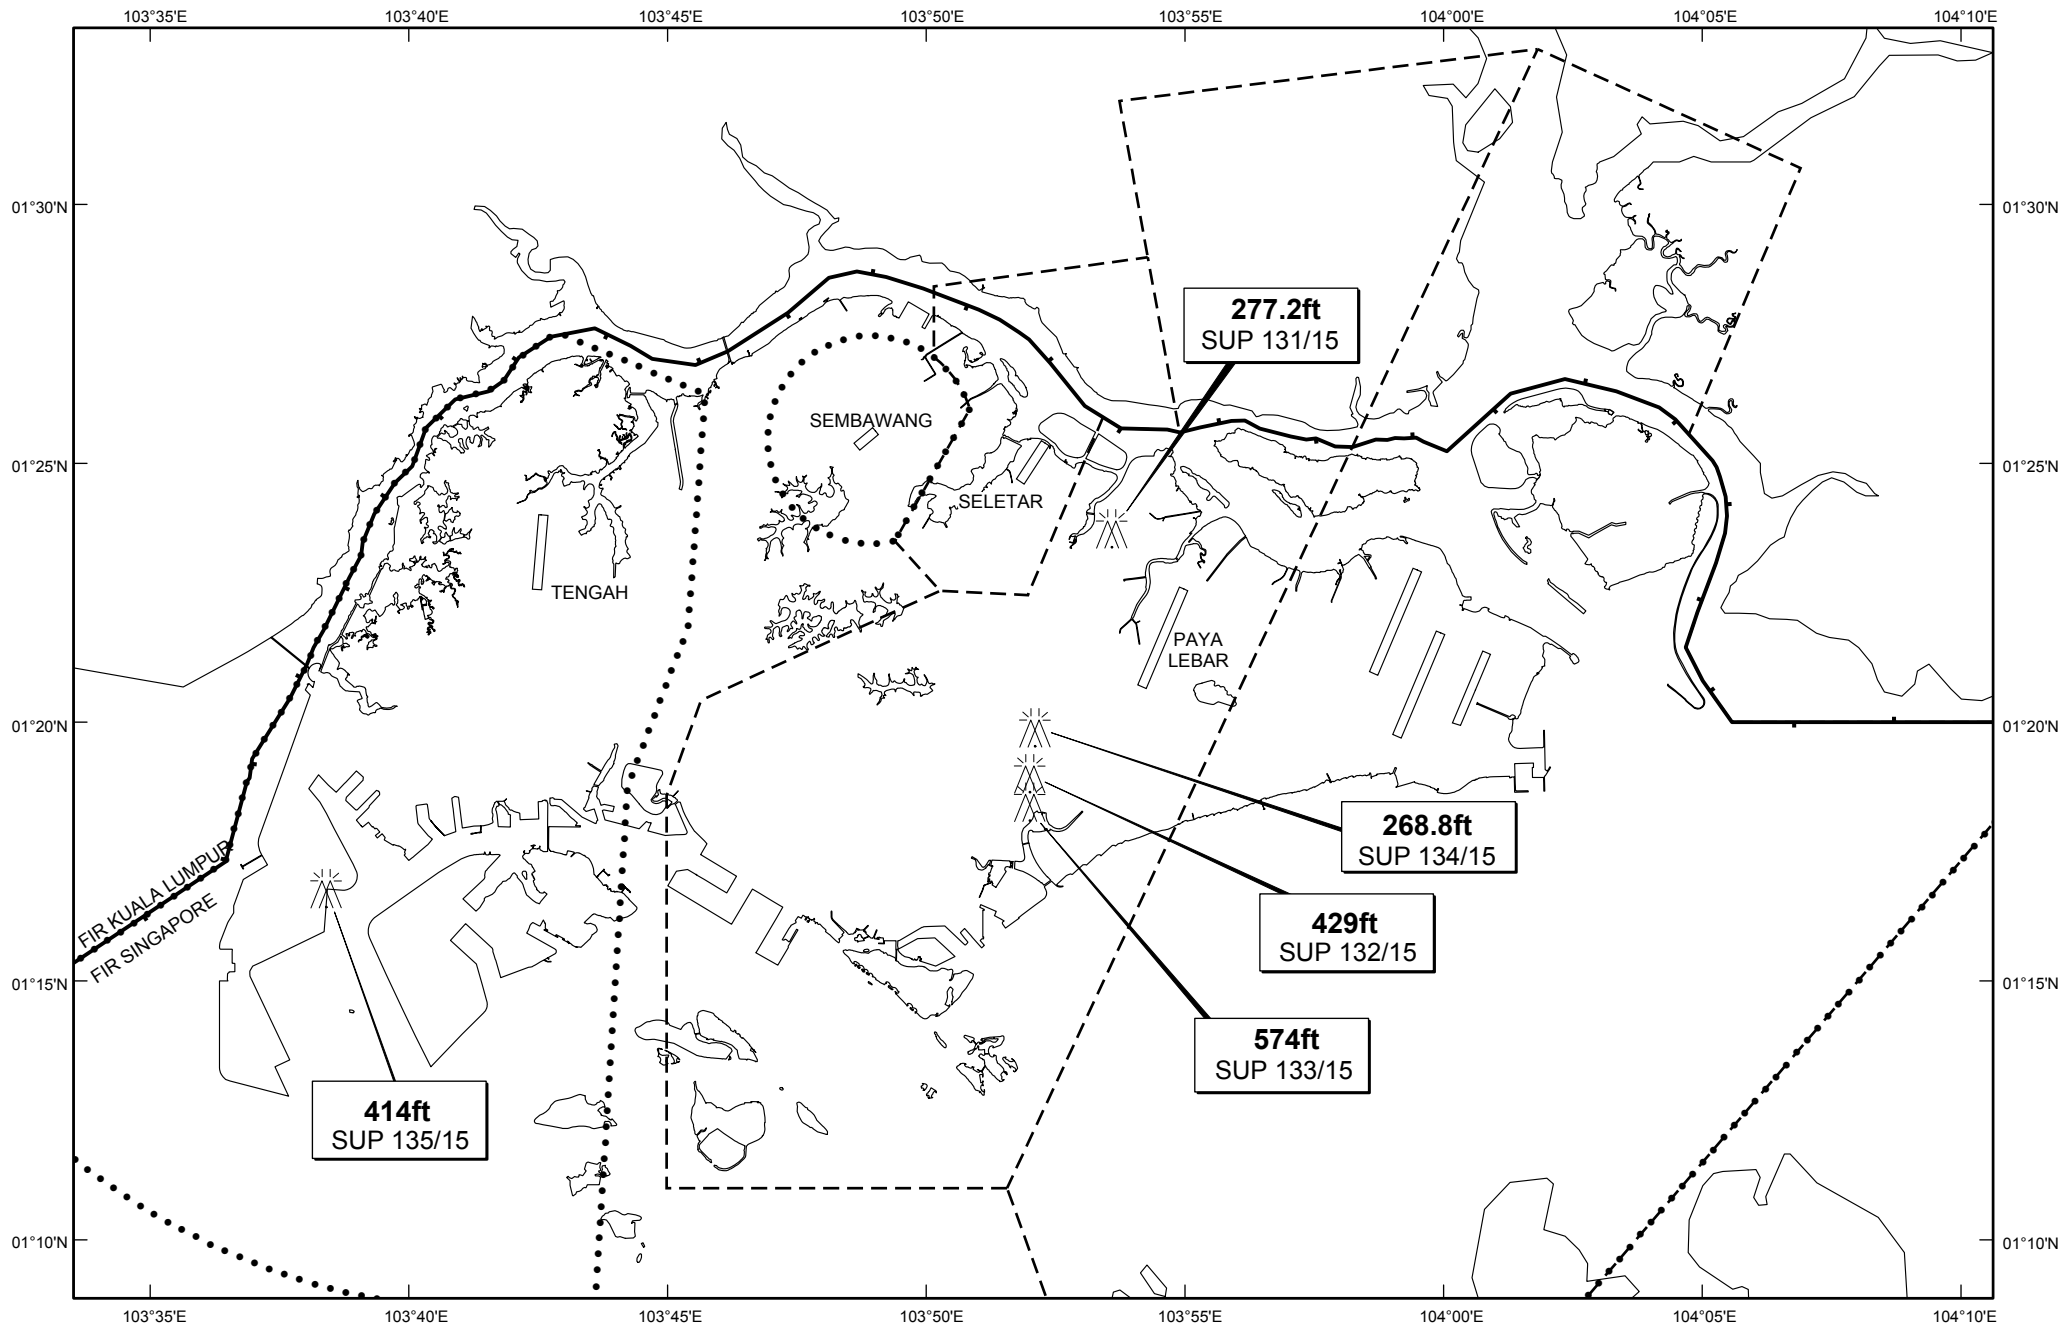 103°35'E
103°40'E
103°45'E
103°50'E
103°55'E
104°00'E
104°05'E
104°10'E
01°30'N
01°30'N
277.2ft
SUP 131/15
SEMBAWANG
01°25'N
01°25'N
SELETAR
TENGAH
PAYA
LEBAR
01°20'N
01°20'N
268.8ft
SUP 134/15
FIR KUALA LUMPUR
FIR SINGAPORE
429ft
SUP 132/15
01°15'N
01°15'N
574ft
SUP 133/15
414ft
SUP 135/15
01°10'N
01°10'N
103°35'E
103°40'E
103°45'E
103°50'E
103°55'E
104°00'E
104°05'E
104°10'E